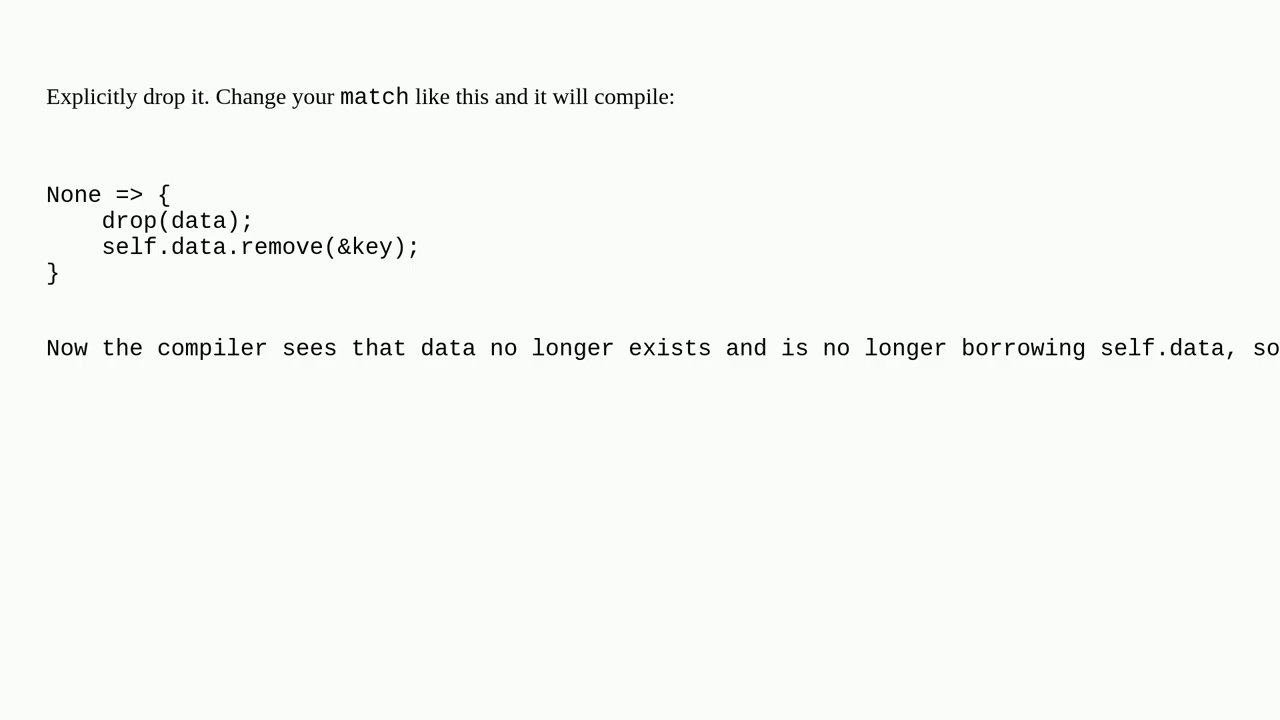 Explicitly drop it. Change your match like this and it will compile:
None => {
    drop(data);
    self.data.remove(&key);
}
Now the compiler sees that data no longer exists and is no longer borrowing self.data, so